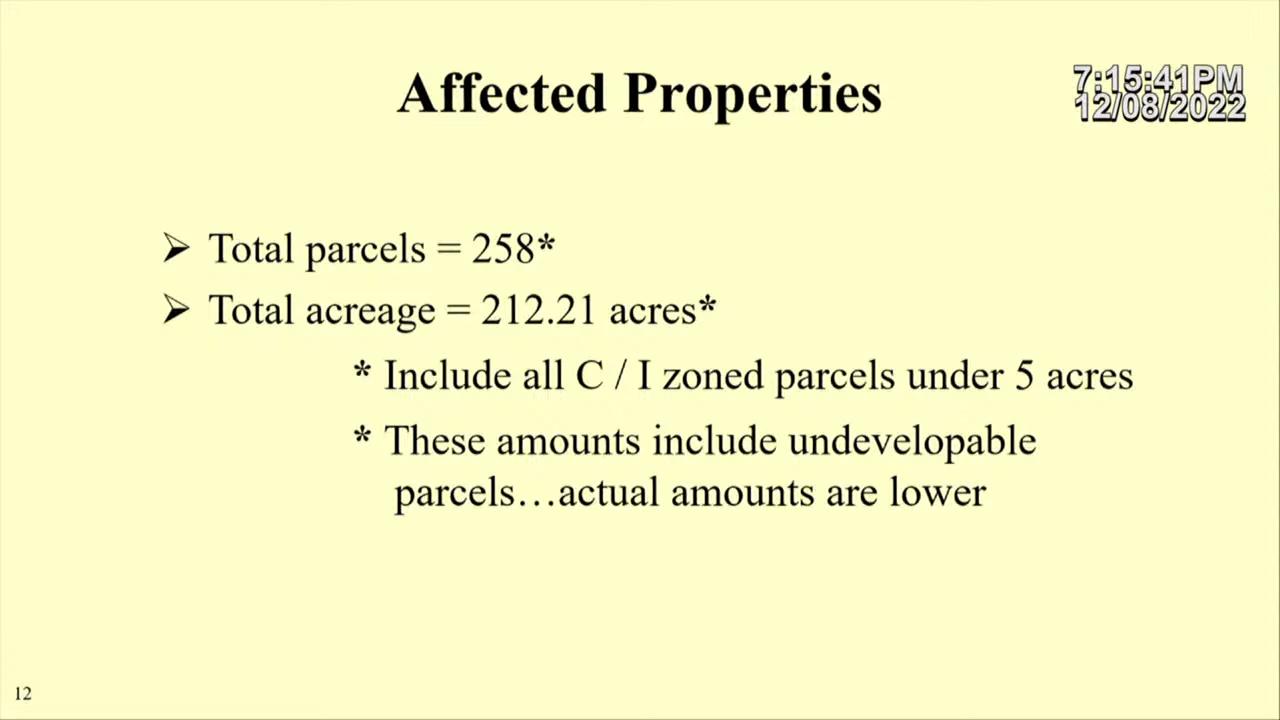 Affected Properties
7:15:41PM
12/08/2022
➢ Total parcels = 258*
➢ Total acreage = 212.21 acres*
* Include all C / I zoned parcels under 5 acres
* These amounts include undevelopable
parcels…actual amounts are lower
12